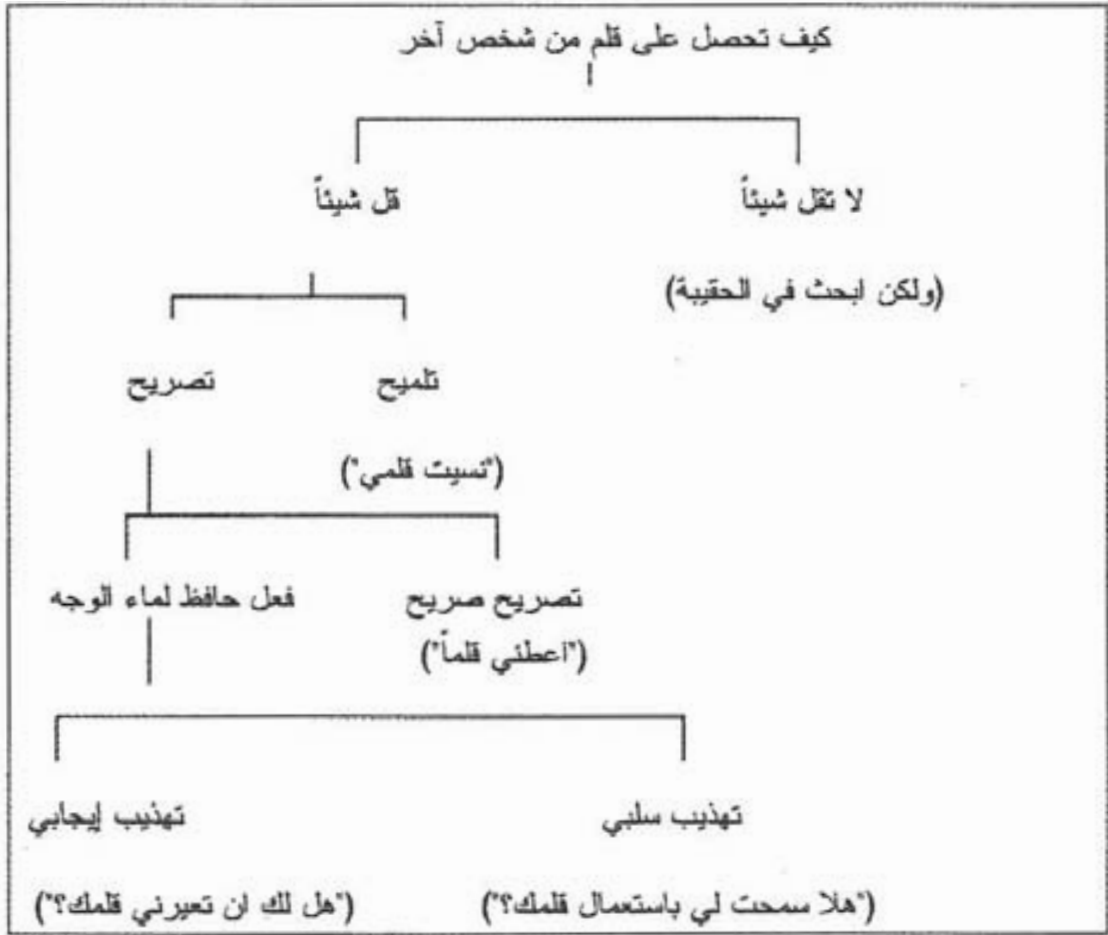 كيف تحصل على قلم من شخص آخر
لا تقل شيئاً
قل شيئاً
(ولكن ابحث في الحقيبة)
تلميح
تصريح
("نسيت قلمي")
تصريح صريح
فعل حافظ لماء الوجه
("اعطني قلماً")
تهذيب سلبي
تهذيب إيجابي
("هلا سمحت لي باستعمال قلمك؟")
("هل لك ان تعيرني قلمك؟")